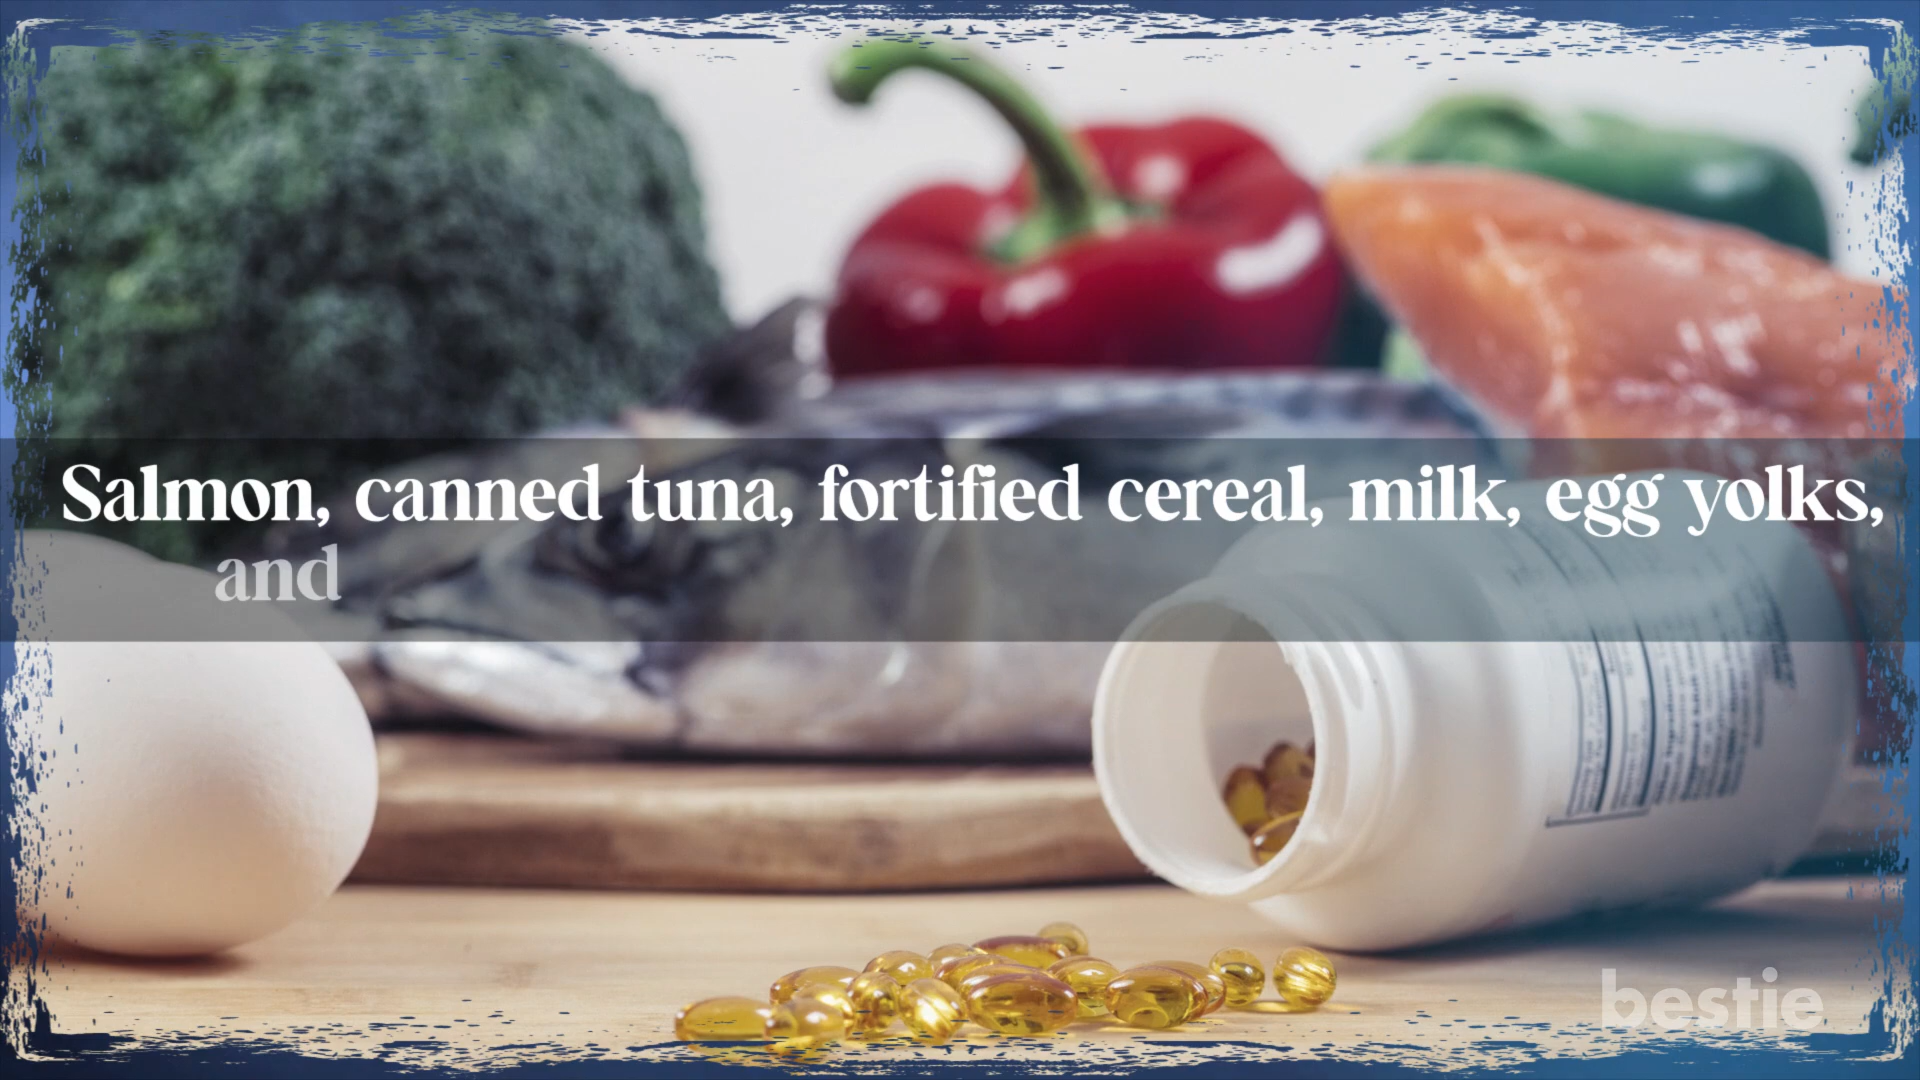 Salmon, canned tuna, fortified cereal, milk, egg yolks,
and
bestie